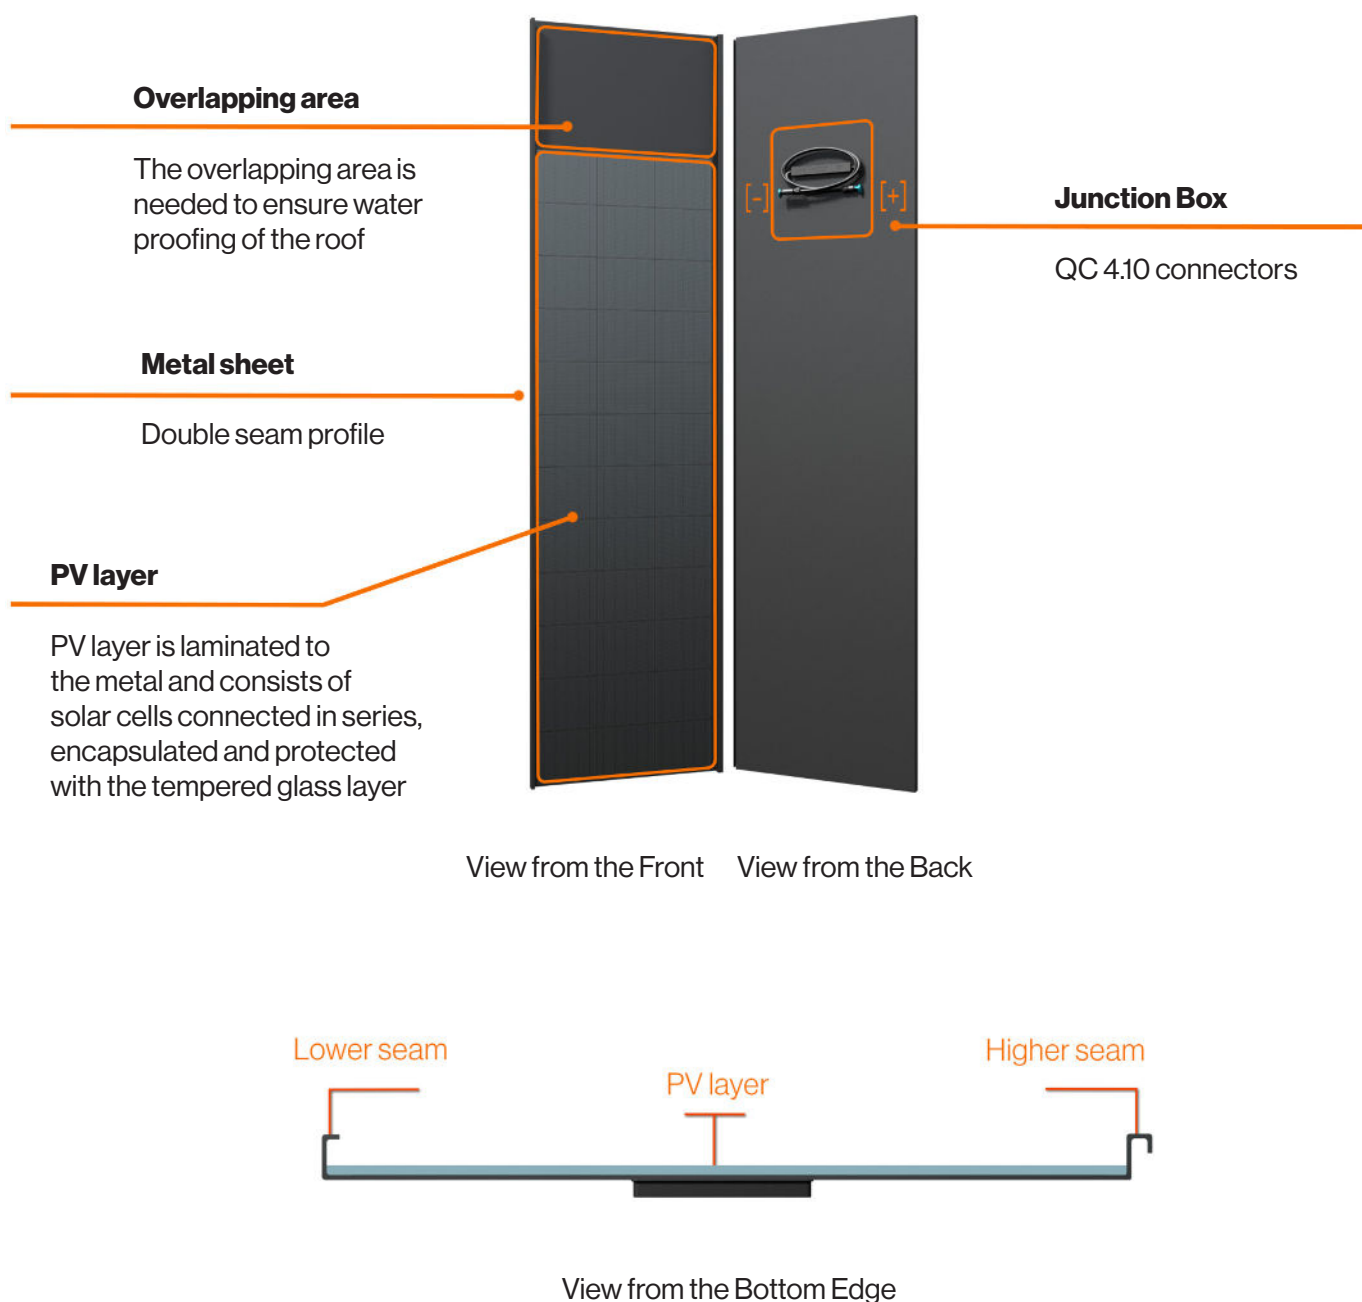 Overlapping area
The overlapping area is
needed to ensure water
proofing of the roof
Metal sheet
Double seam profile
PV layer
PV layer is laminated to
the metal and consists of
solar cells connected in series,
encapsulated and protected
with the tempered glass layer
[-]
[+]
Junction Box
QC 4.10 connectors
View from the Front
View from the Back
Lower seam
PV layer
Higher seam
View from the Bottom Edge